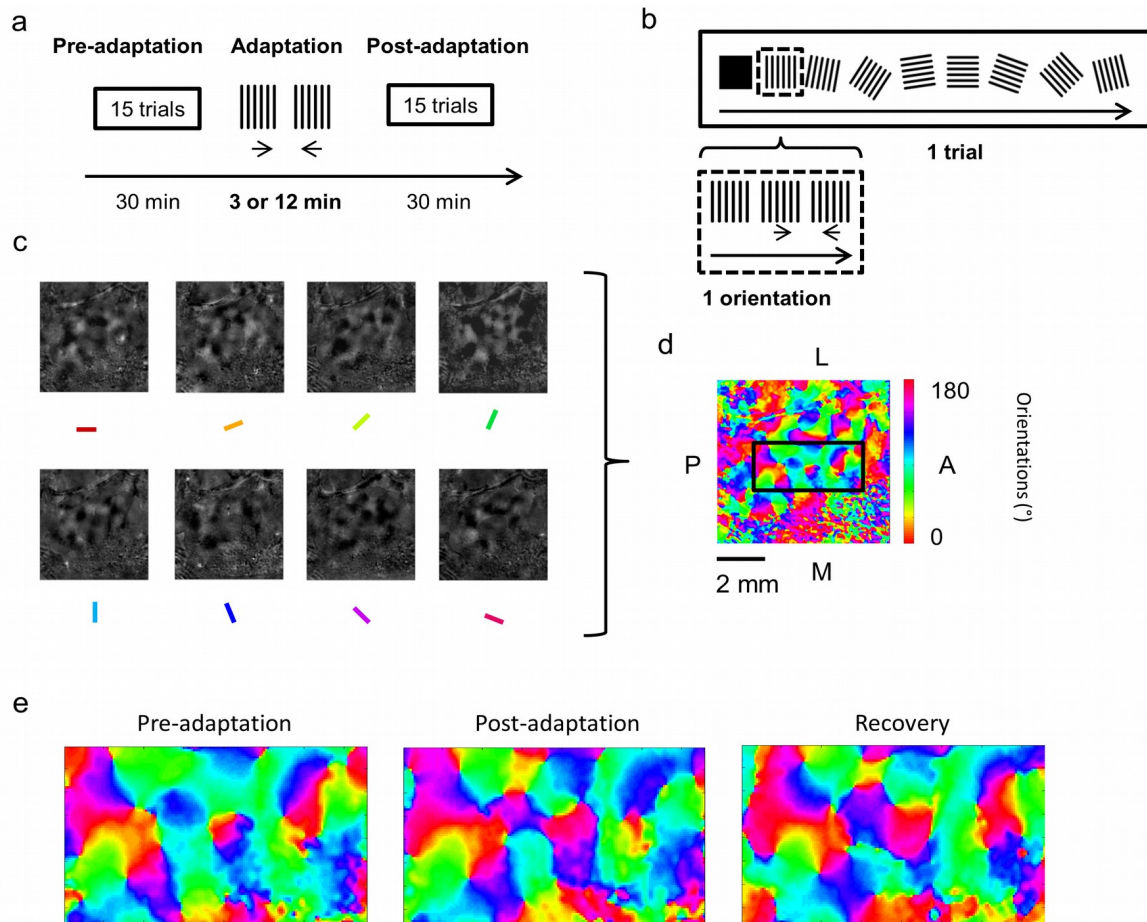 a
Pre-adaptation Adaptation Post-adaptation
15 trials 15 trials
30 min 3 or 12 min 30 min
b
1 trial
1 orientation
c
d
L
P A
M
180
0
Orientations (°)
2 mm
e
Pre-adaptation Post-adaptation Recovery